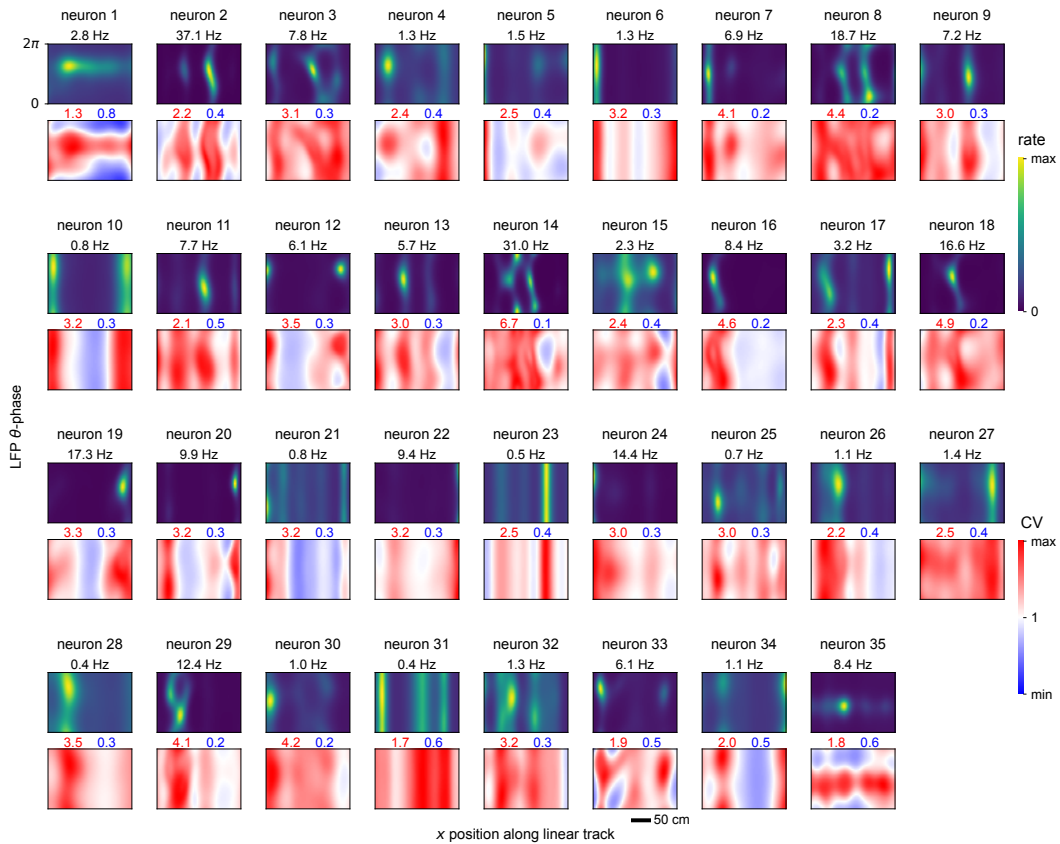 neuron 1 neuron 2 neuron 3 neuron 4 neuron 5 neuron 6 neuron 7 neuron 8 neuron 9
2.8 Hz 37.1 Hz 7.8 Hz 1.3 Hz 1.5 Hz 1.3 Hz 6.9 Hz 18.7 Hz 7.2 Hz
2π
0
1.3 0.8 2.2 0.4 3.1 0.3 2.4 0.4 2.5 0.4 3.2 0.3 4.1 0.2 4.4 0.2 3.0 0.3
rate
max
neuron 10 neuron 11 neuron 12 neuron 13 neuron 14 neuron 15 neuron 16 neuron 17 neuron 18
0.8 Hz 7.7 Hz 6.1 Hz 5.7 Hz 31.0 Hz 2.3 Hz 8.4 Hz 3.2 Hz 16.6 Hz
0
3.2 0.3 2.1 0.5 3.5 0.3 3.0 0.3 6.7 0.1 2.4 0.4 4.6 0.2 2.3 0.4 4.9 0.2
LFP θ-phase
neuron 19 neuron 20 neuron 21 neuron 22 neuron 23 neuron 24 neuron 25 neuron 26 neuron 27
17.3 Hz 9.9 Hz 0.8 Hz 9.4 Hz 0.5 Hz 14.4 Hz 0.7 Hz 1.1 Hz 1.4 Hz
3.3 0.3 3.2 0.3 3.2 0.3 3.2 0.3 2.5 0.4 3.0 0.3 3.0 0.3 2.2 0.4 2.5 0.4
CV
max
1
min
neuron 28 neuron 29 neuron 30 neuron 31 neuron 32 neuron 33 neuron 34 neuron 35
0.4 Hz 12.4 Hz 1.0 Hz 0.4 Hz 1.3 Hz 6.1 Hz 1.1 Hz 8.4 Hz
3.5 0.3 4.1 0.2 4.2 0.2 1.7 0.6 3.2 0.3 1.9 0.5 2.0 0.5 1.8 0.6
50 cm
x position along linear track